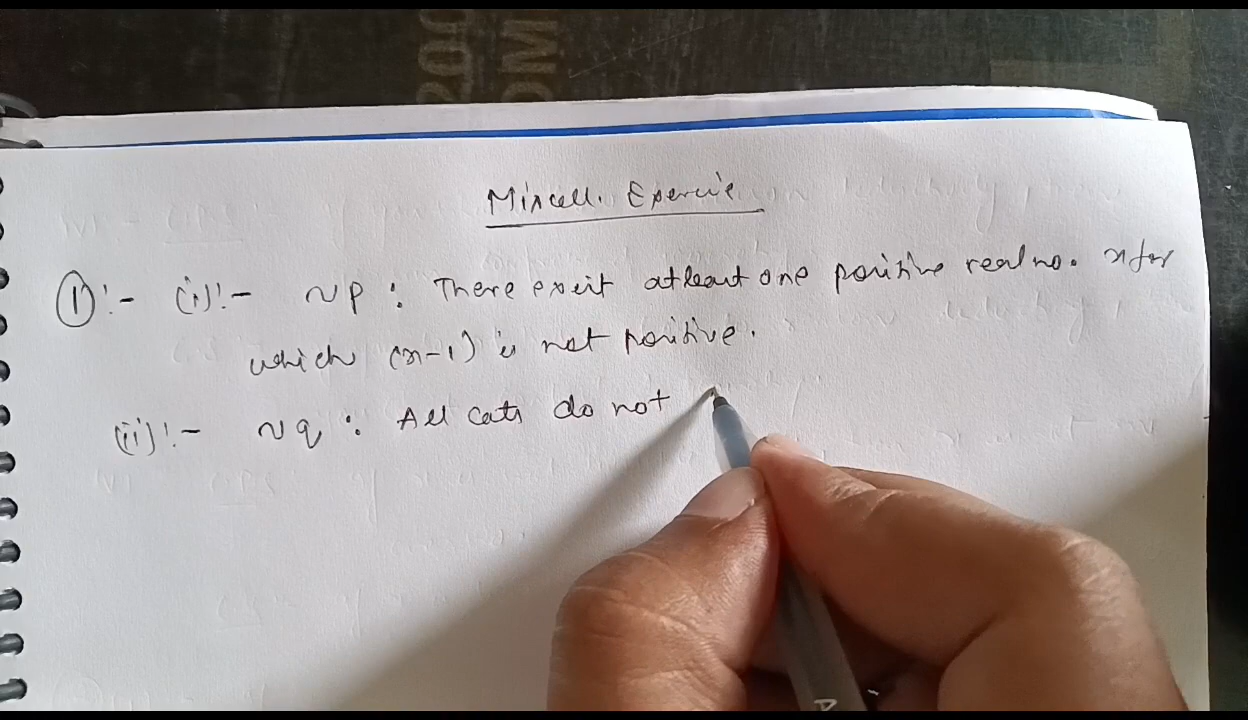 Miscell. Exercise
①:- (i):- ~p : There exist atleast one positive real no. x for
which (x-1) is not positive.
(ii):- ~q : All cats do not